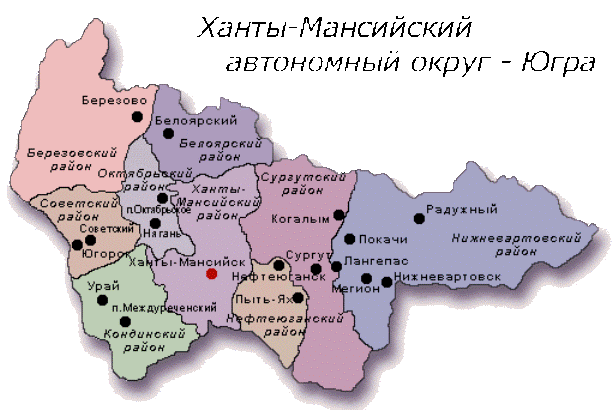 Ханты-Мансийский
автономный округ - Югра
Березово
Белоярский
Березовский
район
Белоярский
район
Октябрьский
район
Ханты-
Мансийский
район
Сургутский
район
Советский
район
п.Октябрьское
Когалым
Радужный
Советский
Нягань
Югорск
Покачи
Нижневартовский
район
Ханты-Мансийск
Сургут
Лангепас
Нефтеюганск
Нижневартовск
Мегион
Урай
Пыть-Ях
п.Междуреченский
Нефтеюганский
район
Кондинский
район